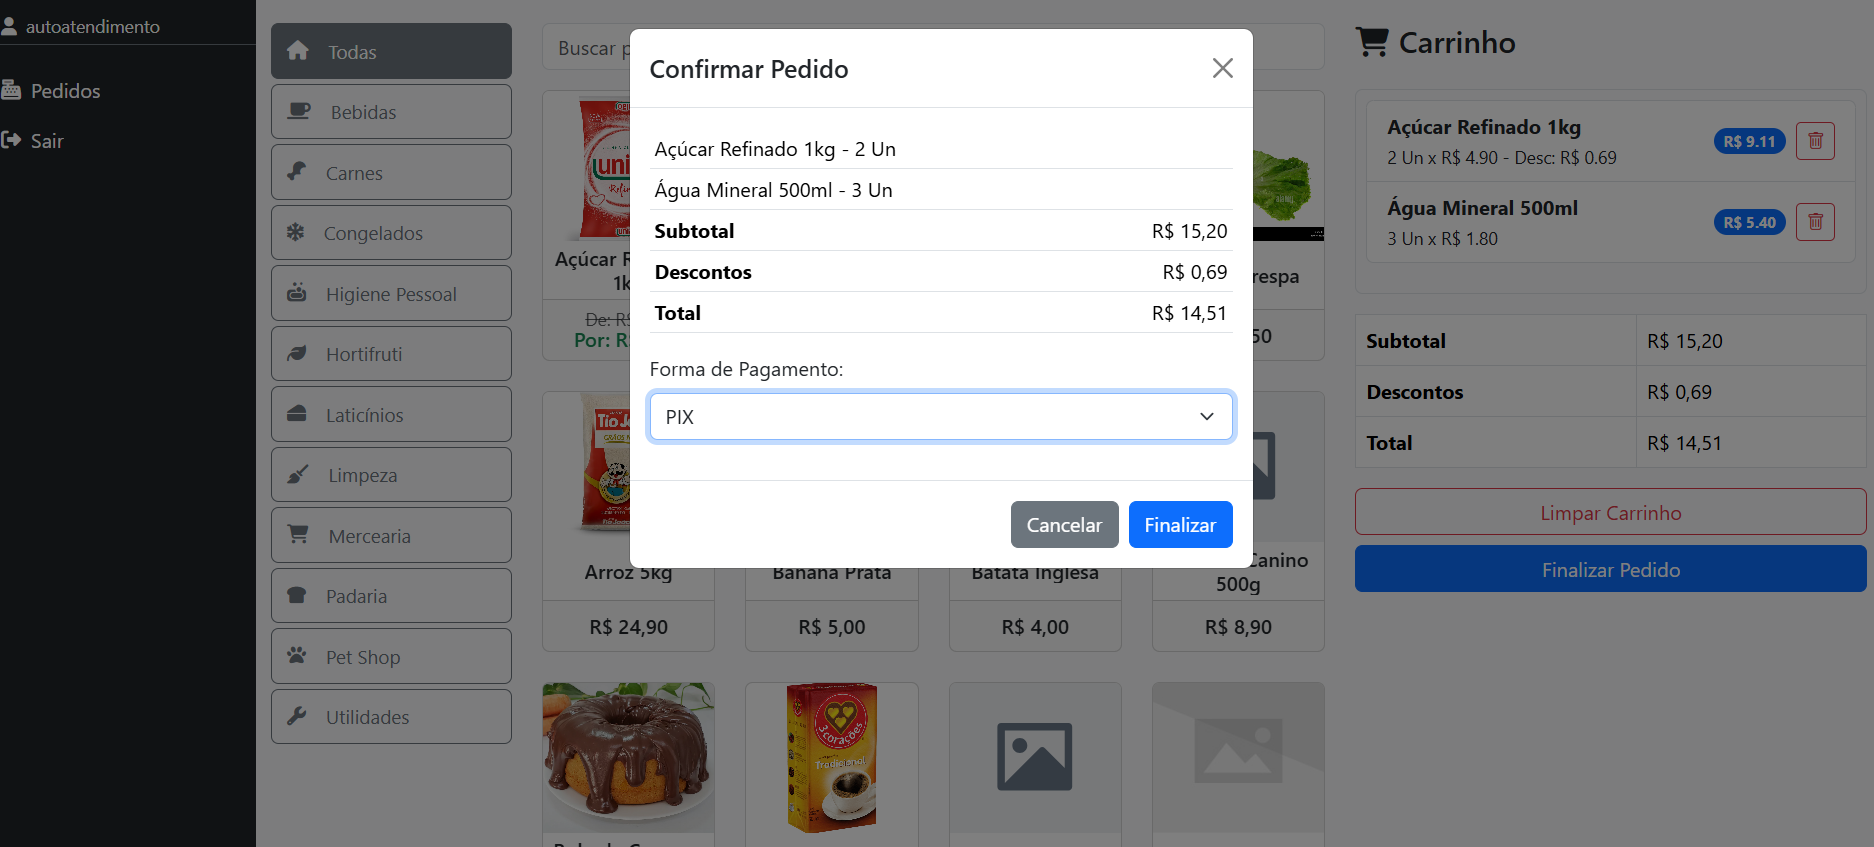 autoatendimento
Pedidos
Sair
Todas
Bebidas
Carnes
Congelados
Higiene Pessoal
Hortifruti
Laticínios
Limpeza
Mercearia
Padaria
Pet Shop
Utilidades
Buscar
Confirmar Pedido
Açúcar Refinado 1kg - 2 Un
Água Mineral 500ml - 3 Un
Subtotal R$ 15,20
Descontos R$ 0,69
Total R$ 14,51
Forma de Pagamento:
PIX
Cancelar
Finalizar
Açúcar
De:
Por:
50
Tio
Arroz 5kg
R$ 24,90
Banana Prata
R$ 5,00
Batata Inglesa
R$ 4,00
Canino
500g
R$ 8,90
3 corações
Tradicional
Carrinho
Açúcar Refinado 1kg
2 Un x R$ 4.90 - Desc: R$ 0.69
R$ 9.11
Água Mineral 500ml
3 Un x R$ 1.80
R$ 5.40
Subtotal R$ 15,20
Descontos R$ 0,69
Total R$ 14,51
Limpar Carrinho
Finalizar Pedido